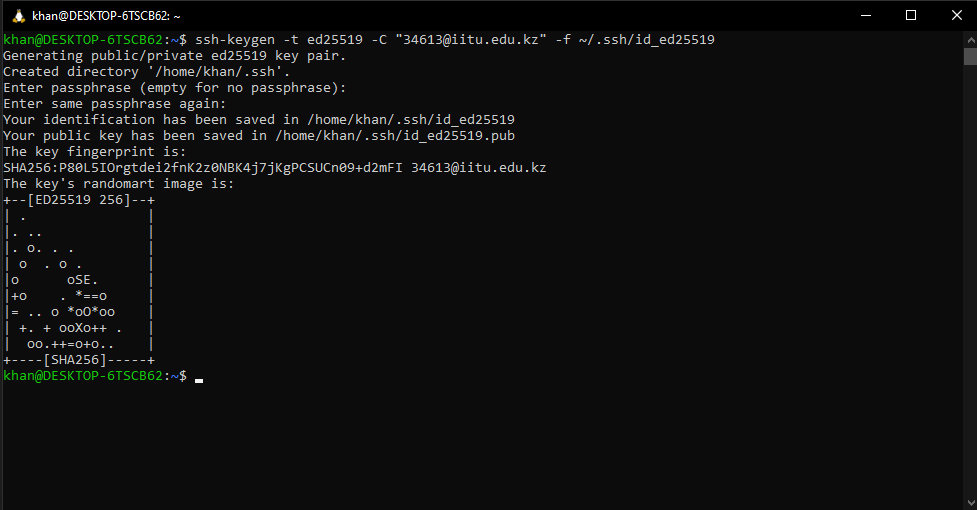 khan@DESKTOP-6TSCB62: ~
khan@DESKTOP-6TSCB62:~$ ssh-keygen -t ed25519 -C "34613@iitu.edu.kz" -f ~/.ssh/id_ed25519
Generating public/private ed25519 key pair.
Created directory '/home/khan/.ssh'.
Enter passphrase (empty for no passphrase):
Enter same passphrase again:
Your identification has been saved in /home/khan/.ssh/id_ed25519
Your public key has been saved in /home/khan/.ssh/id_ed25519.pub
The key fingerprint is:
SHA256:P80L5IOrgtdei2fnK2z0NBK4j7jKgPCSUCn09+d2mFI 34613@iitu.edu.kz
The key's randomart image is:
+--[ED25519 256]--+
| .               |
|. ..             |
|. o. . .         |
| o  . o .        |
|o      oSE.      |
|+o    . *==o     |
|= .. o *oO*oo    |
| +. + ooXo++ .   |
|  oo.++=o+o..    |
+----[SHA256]-----+
khan@DESKTOP-6TSCB62:~$